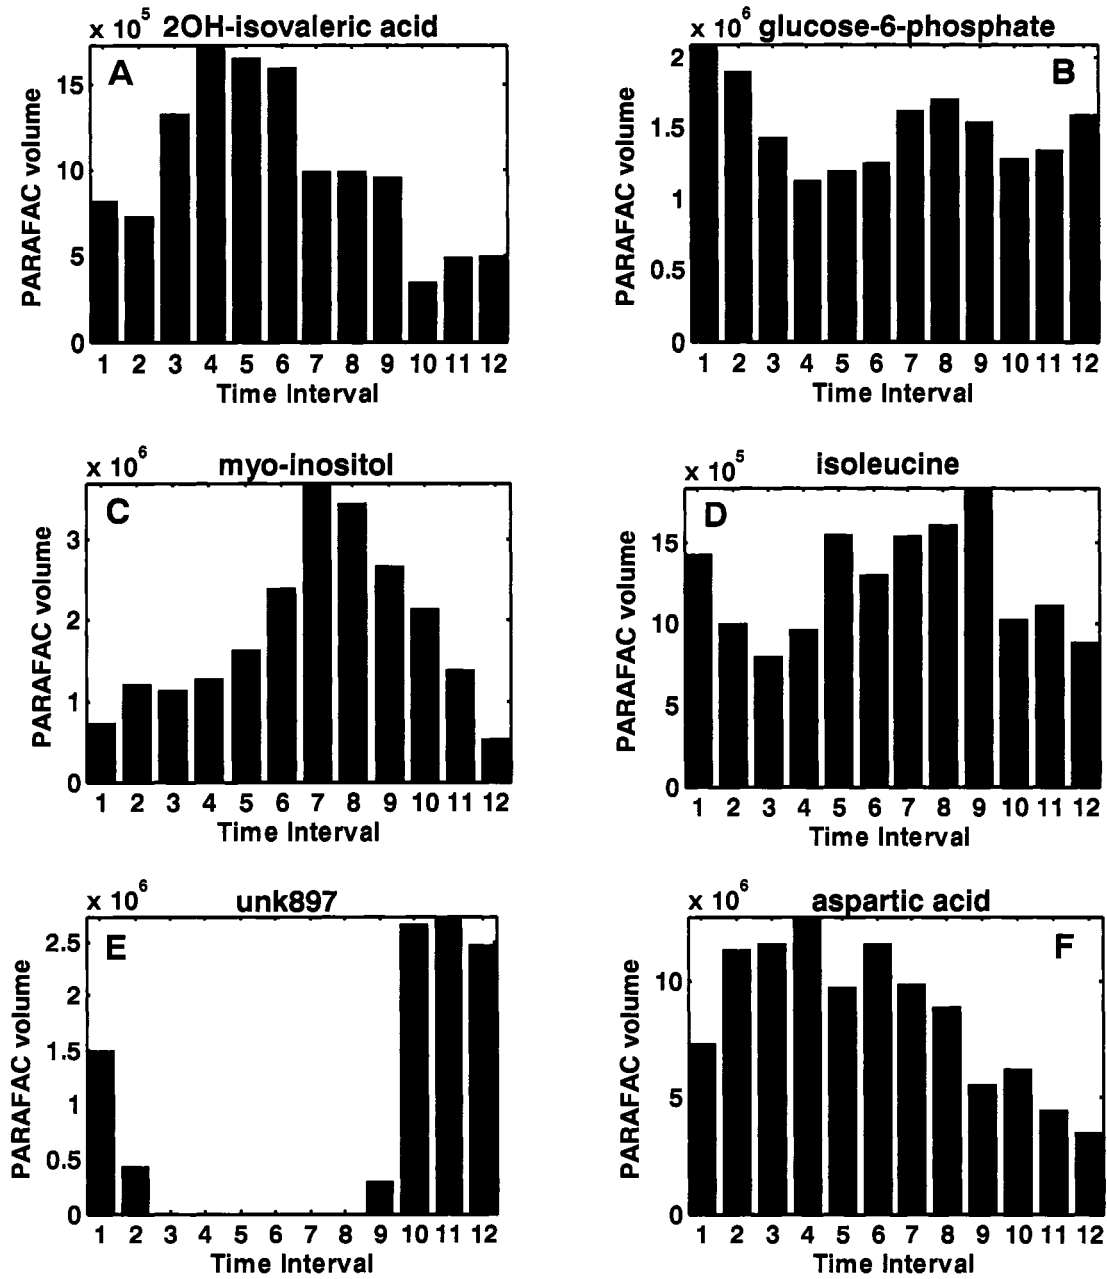 x 10^5 2OH-isovaleric acid
A
15
10
5
0
PARAFAC volume
1 2 3 4 5 6 7 8 9 10 11 12
Time Interval
x 10^6 glucose-6-phosphate
B
2
1.5
1
0.5
0
PARAFAC volume
1 2 3 4 5 6 7 8 9 10 11 12
Time Interval
x 10^6 myo-inositol
C
3
2
1
0
PARAFAC volume
1 2 3 4 5 6 7 8 9 10 11 12
Time Interval
x 10^5 isoleucine
D
15
10
5
0
PARAFAC volume
1 2 3 4 5 6 7 8 9 10 11 12
Time Interval
x 10^6 unk897
E
2.5
2
1.5
1
0.5
0
PARAFAC volume
1 2 3 4 5 6 7 8 9 10 11 12
Time Interval
x 10^6 aspartic acid
F
10
5
0
PARAFAC volume
1 2 3 4 5 6 7 8 9 10 11 12
Time Interval